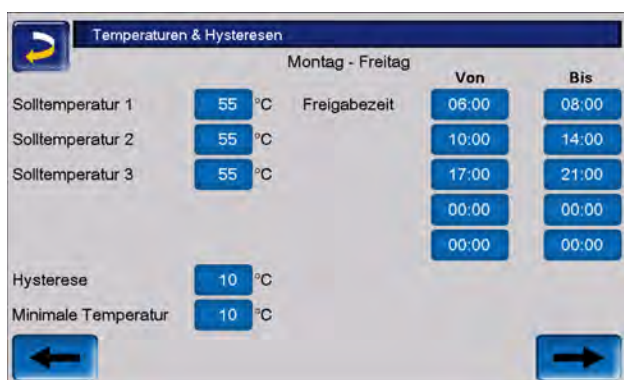 Temperaturen & Hysteresen
Montag - Freitag
Von Bis
Solltemperatur 1 55 °C Freigabezeit 06:00 08:00
Solltemperatur 2 55 °C 10:00 14:00
Solltemperatur 3 55 °C 17:00 21:00
00:00 00:00
00:00 00:00
Hysterese 10 °C
Minimale Temperatur 10 °C